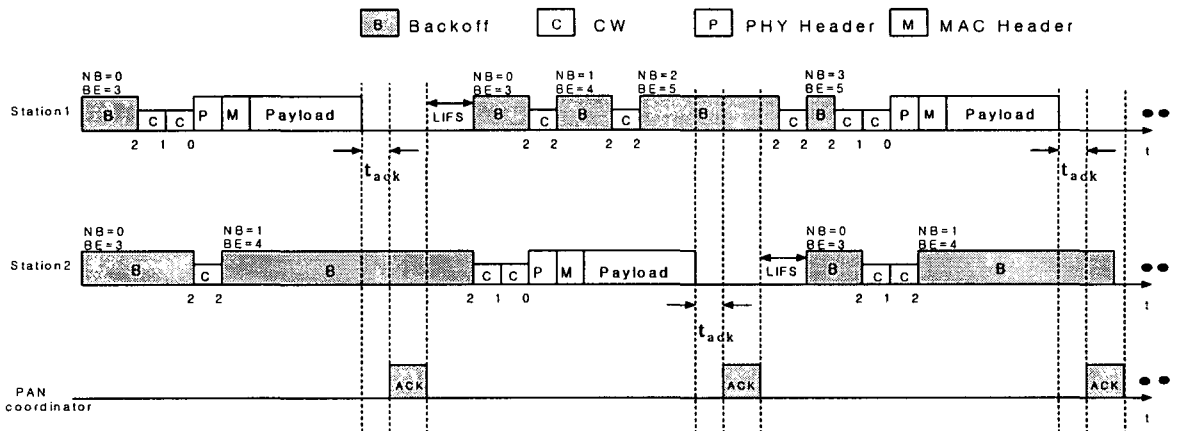 B Backoff C CW P PHY Header M MAC Header
NB=0 NB=0 NB=1 NB=2 NB=3
BE=3 BE=3 BE=4 BE=5 BE=5
Station1 B C C P M Payload LIFS B C B C B C B C C P M Payload
2 1 0 2 2 2 2 2 2 2 1 0 t
tack tack
NB=0 NB=1 NB=0 NB=1
BE=3 BE=4 BE=3 BE=4
Station2 B C B C C P M Payload LIFS B C C B
2 2 2 1 0 2 1 2 t
tack
PAN
coordinator ACK ACK ACK
t